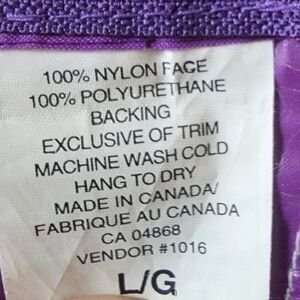 100% NYLON FACE
100% POLYURETHANE
BACKING
EXCLUSIVE OF TRIM
MACHINE WASH COLD
HANG TO DRY
MADE IN CANADA/
FABRIQUE AU CANADA
CA 04868
VENDOR #1016
L/G